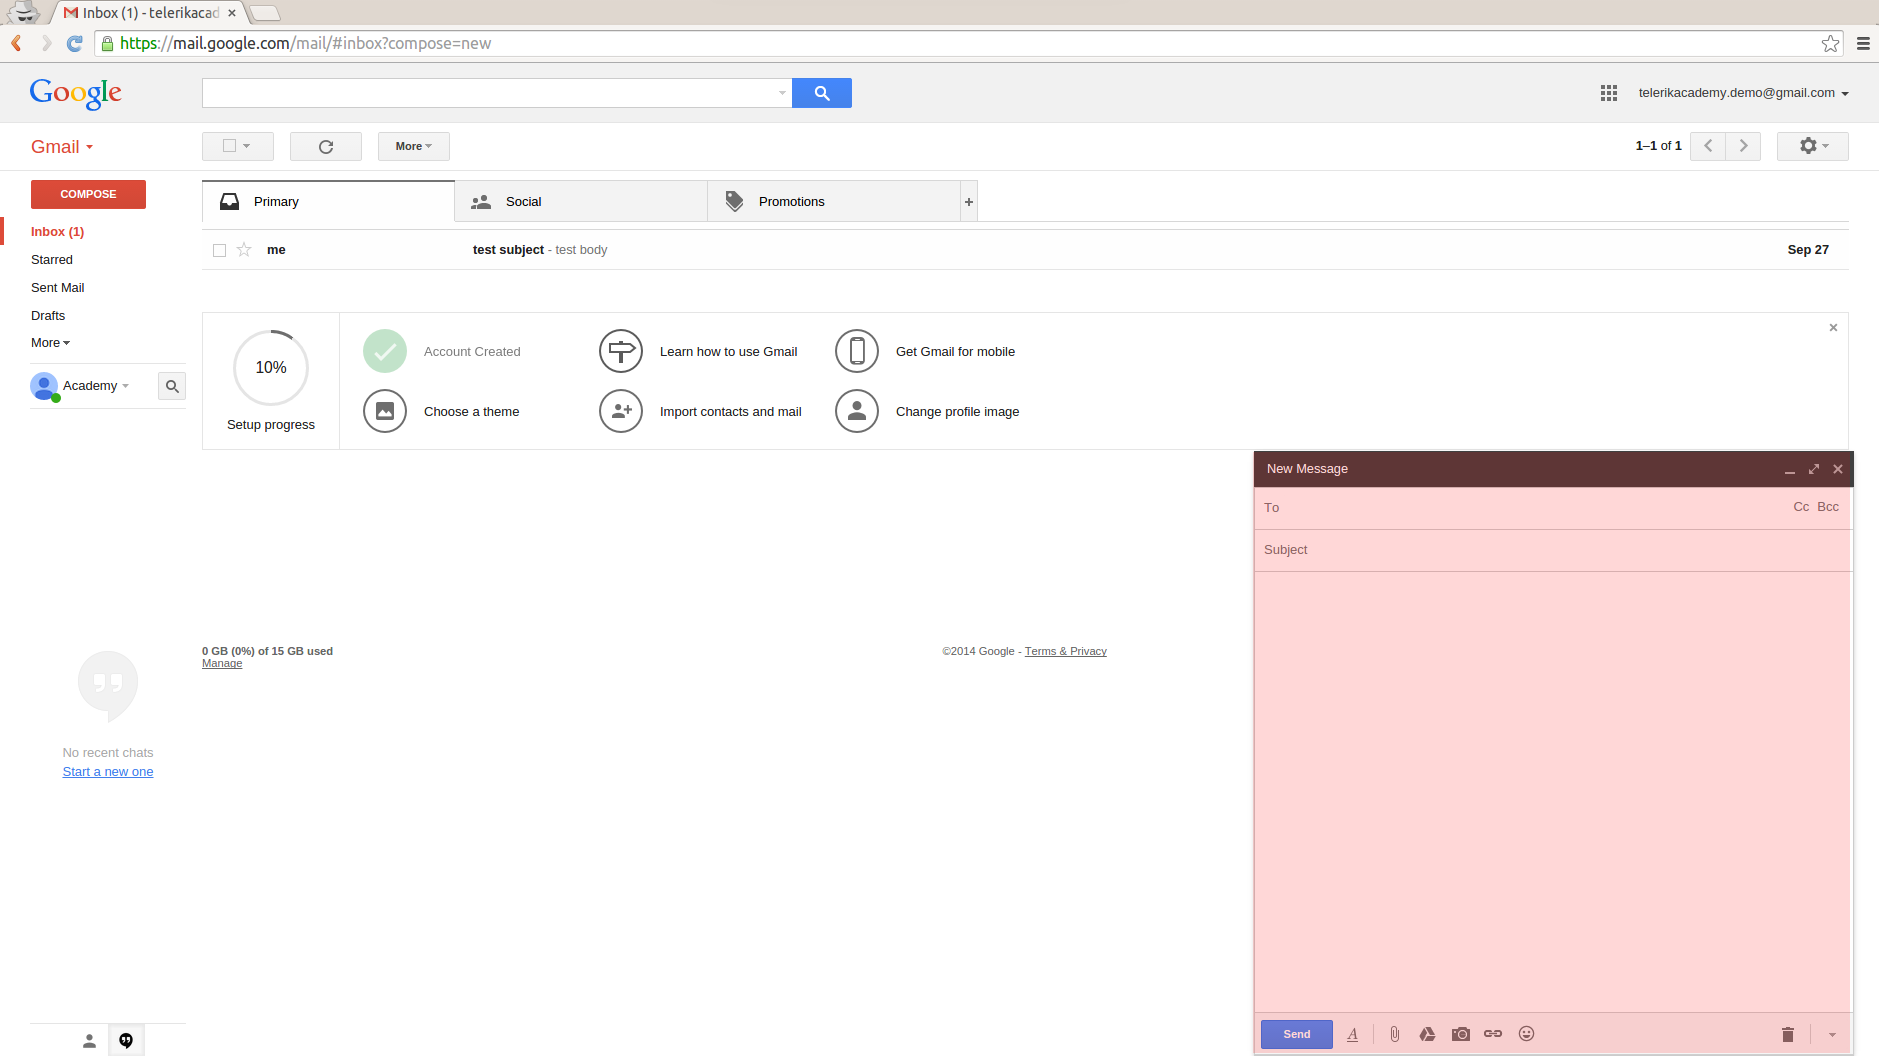 Inbox (1) - telerikacad
https://mail.google.com/mail/#inbox?compose=new
Google
telerikacademy.demo@gmail.com
Gmail
More
1–1 of 1
COMPOSE
Primary
Social
Promotions
Inbox (1)
Starred
Sent Mail
Drafts
More
me
test subject - test body
Sep 27
10%
Setup progress
Account Created
Learn how to use Gmail
Get Gmail for mobile
Choose a theme
Import contacts and mail
Change profile image
Academy
New Message
To
Cc Bcc
Subject
0 GB (0%) of 15 GB used
Manage
©2014 Google - Terms & Privacy
No recent chats
Start a new one
Send
A